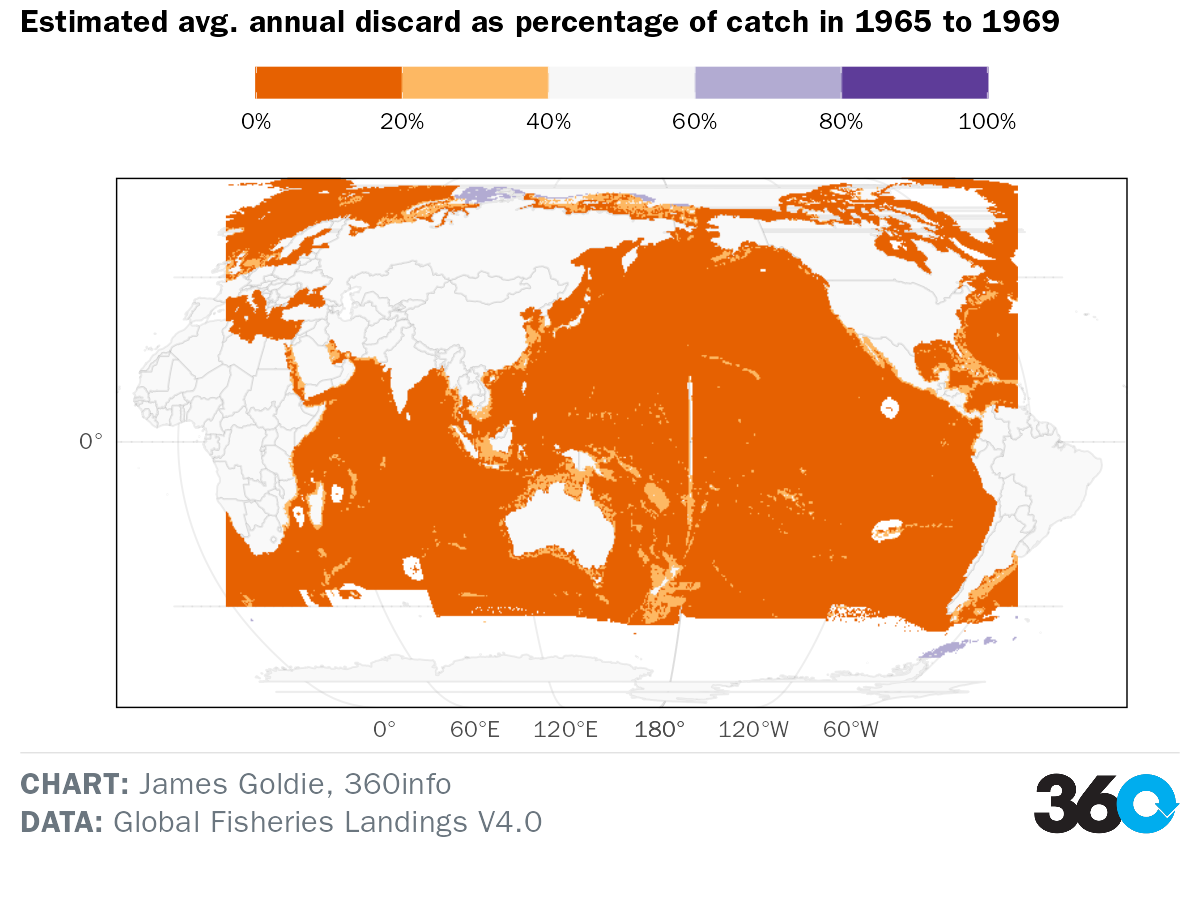 Estimated avg. annual discard as percentage of catch in 1965 to 1969
0% 20% 40% 60% 80% 100%
0°
0° 60°E 120°E 180° 120°W 60°W
CHART: James Goldie, 360info
DATA: Global Fisheries Landings V4.0
360